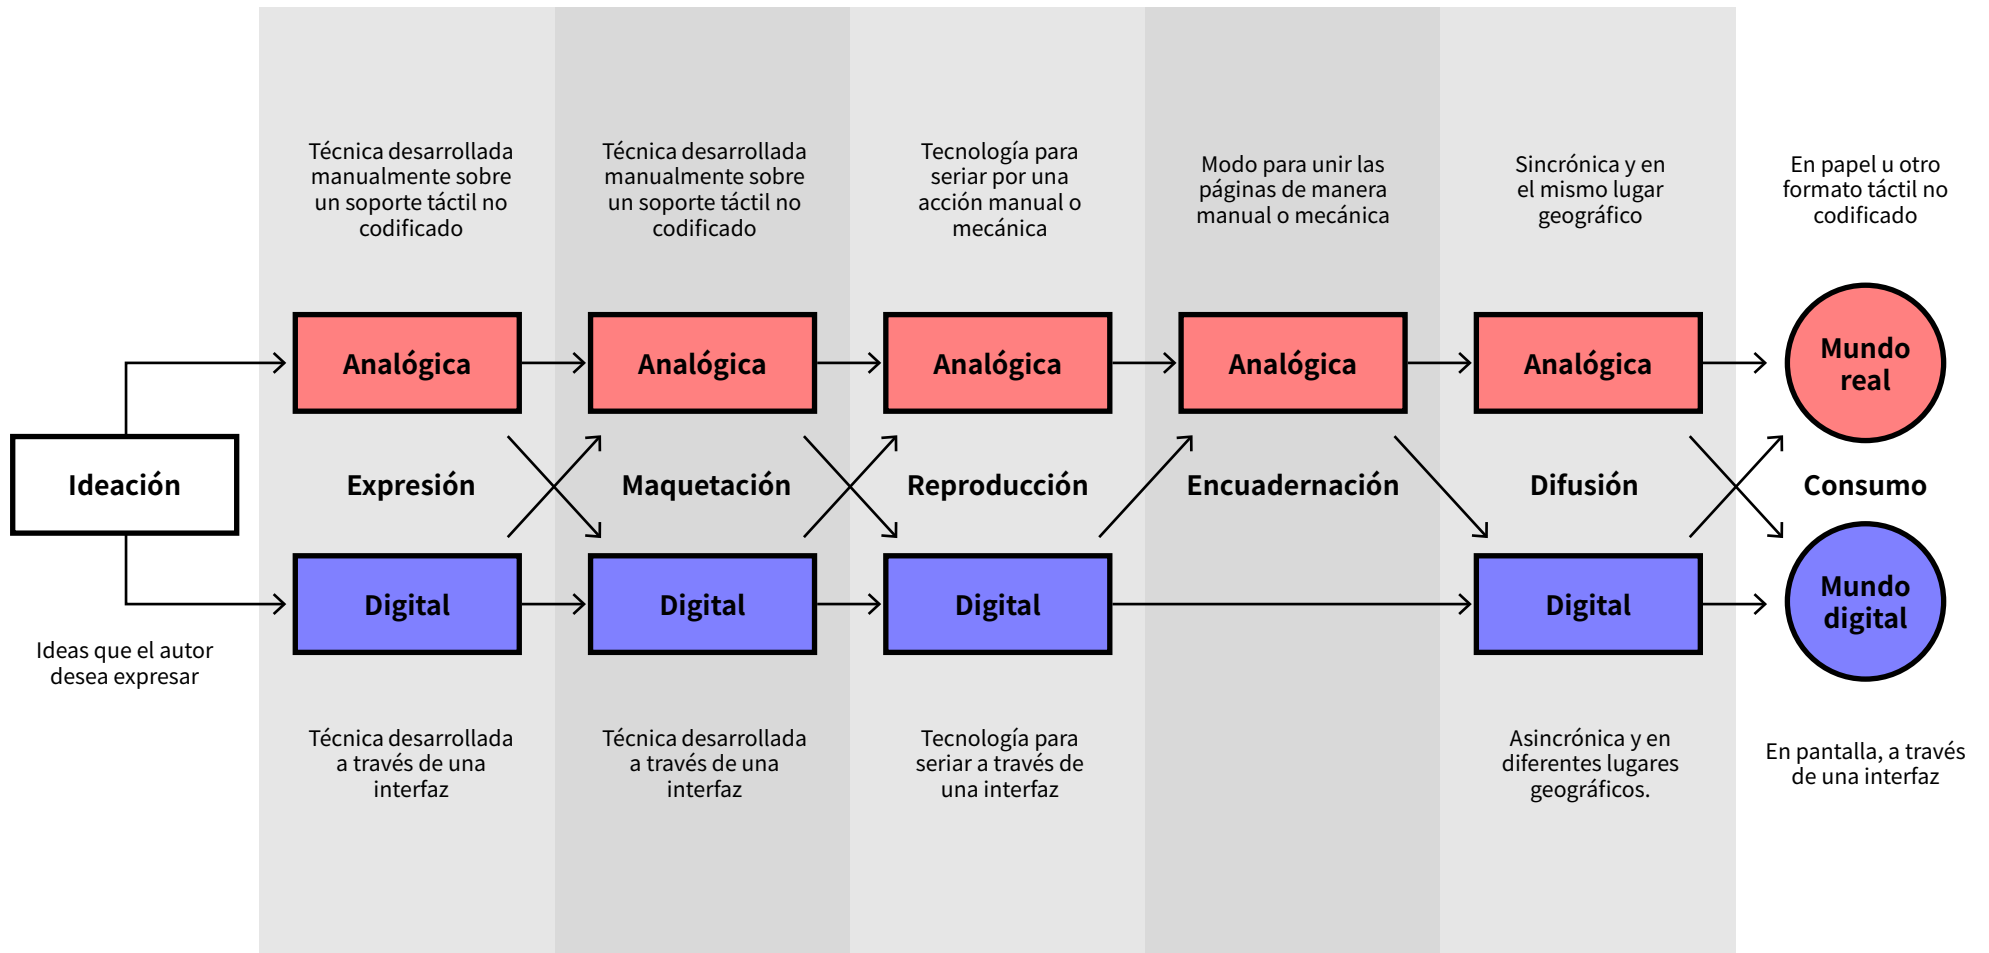 Técnica desarrollada
manualmente sobre
un soporte táctil no
codificado
Técnica desarrollada
manualmente sobre
un soporte táctil no
codificado
Tecnología para
seriar por una
acción manual o
mecánica
Modo para unir las
páginas de manera
manual o mecánica
Sincrónica y en
el mismo lugar
geográfico
En papel u otro
formato táctil no
codificado
Analógica
Analógica
Analógica
Analógica
Analógica
Mundo
real
Ideación
Expresión
Maquetación
Reproducción
Encuadernación
Difusión
Consumo
Digital
Digital
Digital
Digital
Mundo
digital
Ideas que el autor
desea expresar
Técnica desarrollada
a través de una
interfaz
Técnica desarrollada
a través de una
interfaz
Tecnología para
seriar a través de
una interfaz
Asincrónica y en
diferentes lugares
geográficos.
En pantalla, a través
de una interfaz